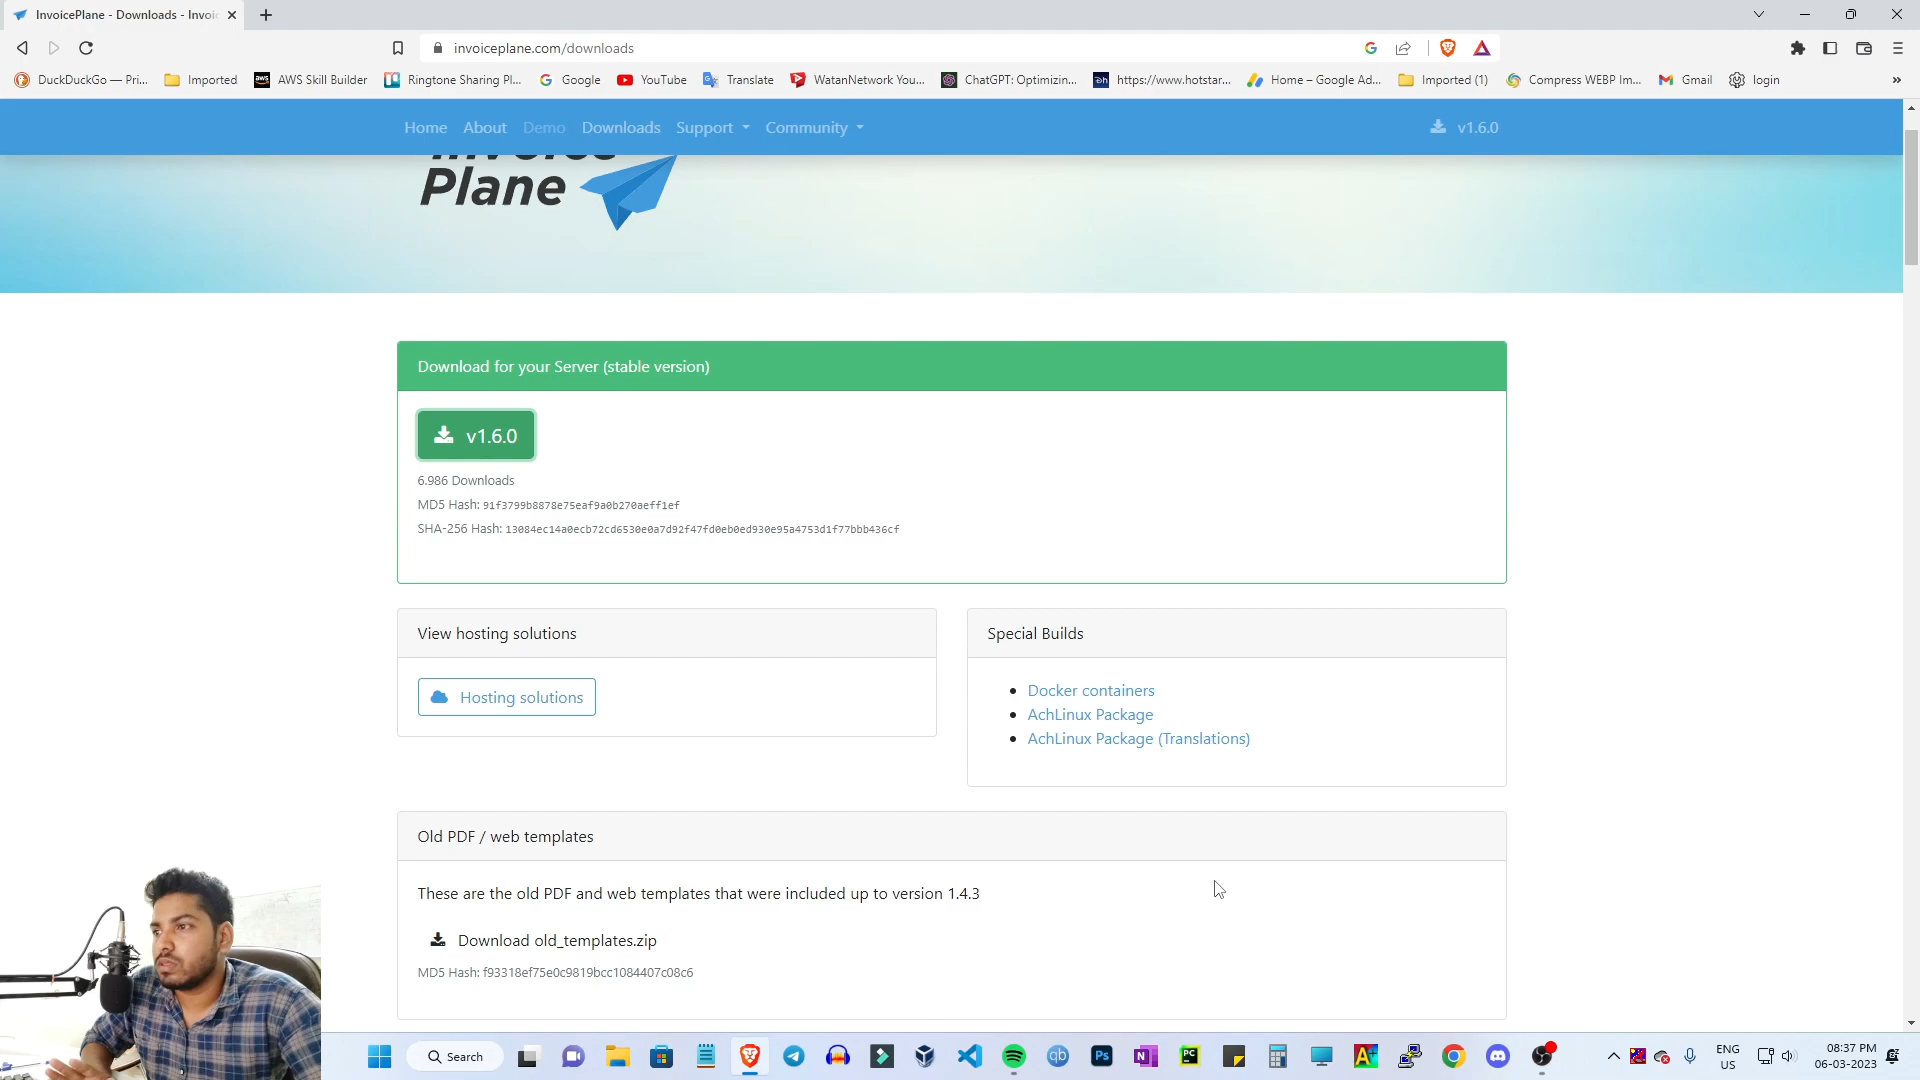 InvoicePlane - Downloads - Invoi
invoiceplane.com/downloads
DuckDuckGo — Pri...
Imported
AWS Skill Builder
Ringtone Sharing Pl...
Google
YouTube
Translate
WatanNetwork You...
ChatGPT: Optimizin...
https://www.hotstar...
Home – Google Ad...
Imported (1)
Compress WEBP Im...
Gmail
login
Home
About
Demo
Downloads
Support
Community
v1.6.0
Plane
Download for your Server (stable version)
v1.6.0
6.986 Downloads
MD5 Hash: 91f3799b8878e75eaf9a0b270aeff1ef
SHA-256 Hash: 13084ec14a0ecb72cd6530e0a7d92f47fd0eb0ed930e95a4753d1f77bbb436cf
View hosting solutions
Hosting solutions
Special Builds
Docker containers
AchLinux Package
AchLinux Package (Translations)
Old PDF / web templates
These are the old PDF and web templates that were included up to version 1.4.3
Download old_templates.zip
MD5 Hash: f93318ef75e0c9819bcc1084407c08c6
Search
ENG
US
08:37 PM
06-03-2023